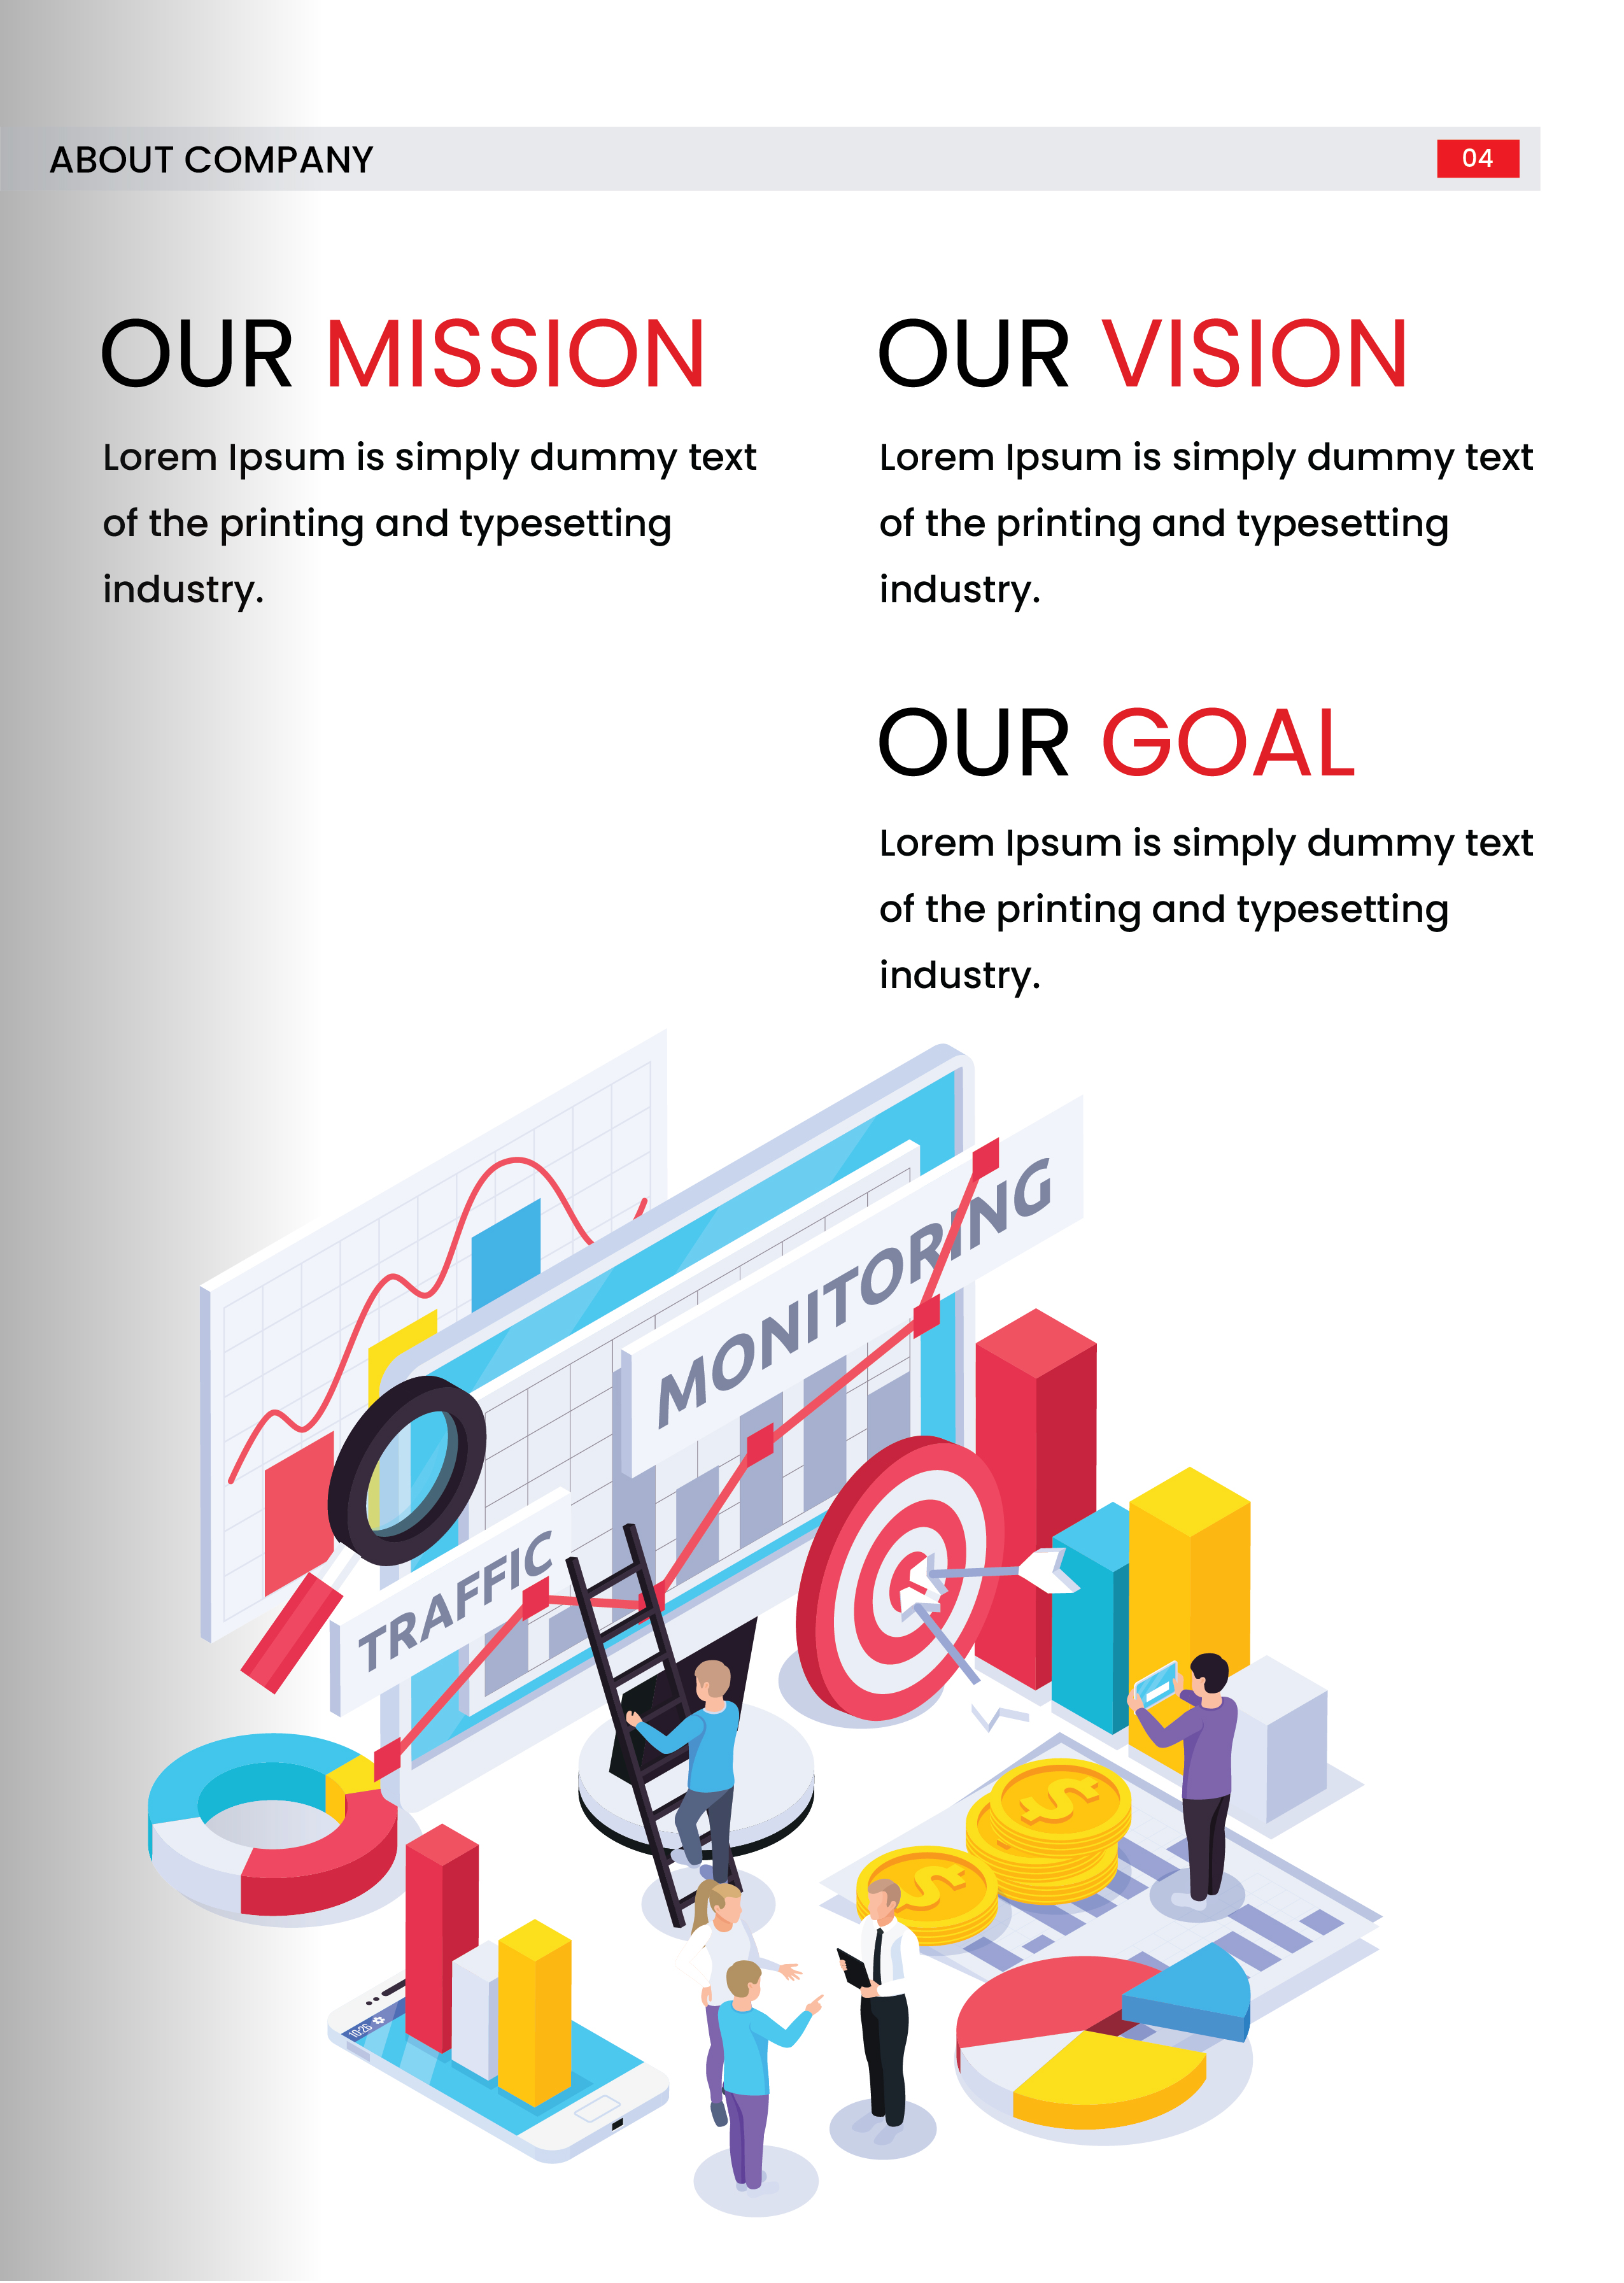 ABOUT COMPANY
04
OUR MISSION
Lorem Ipsum is simply dummy text
of the printing and typesetting
industry.
OUR VISION
Lorem Ipsum is simply dummy text
of the printing and typesetting
industry.
OUR GOAL
Lorem Ipsum is simply dummy text
of the printing and typesetting
industry.
MONITORING
TRAFFIC
$
$
10:26